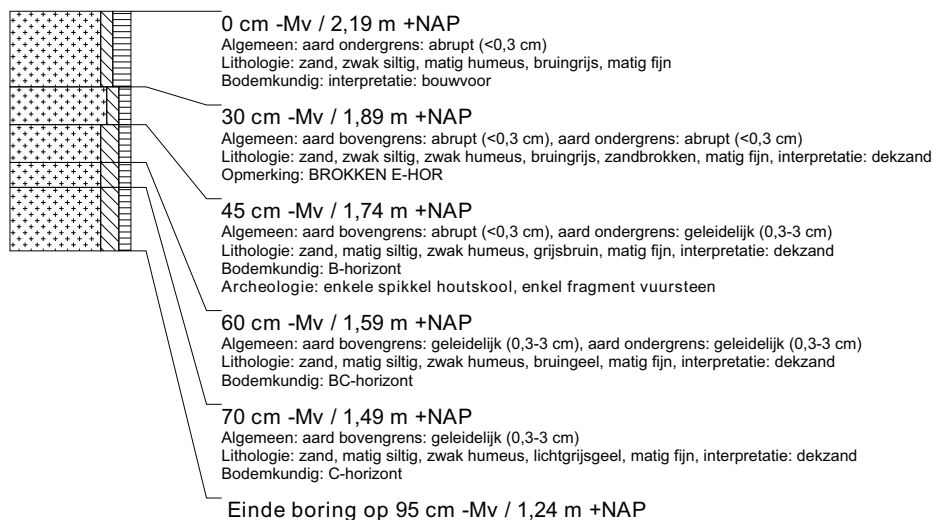 0 cm -Mv / 2,19 m +NAP
Algemeen: aard ondergrens: abrupt (<0,3 cm)
Lithologie: zand, zwak siltig, matig humeus, bruingrijs, matig fijn
Bodemkundig: interpretatie: bouwvoor
30 cm -Mv / 1,89 m +NAP
Algemeen: aard bovengrens: abrupt (<0,3 cm), aard ondergrens: abrupt (<0,3 cm)
Lithologie: zand, zwak siltig, zwak humeus, bruingrijs, zandbrokken, matig fijn, interpretatie: dekzand
Opmerking: BROKKEN E-HOR
45 cm -Mv / 1,74 m +NAP
Algemeen: aard bovengrens: abrupt (<0,3 cm), aard ondergrens: geleidelijk (0,3-3 cm)
Lithologie: zand, matig siltig, zwak humeus, grijsbruin, matig fijn, interpretatie: dekzand
Bodemkundig: B-horizont
Archeologie: enkele spikkel houtskool, enkel fragment vuursteen
60 cm -Mv / 1,59 m +NAP
Algemeen: aard bovengrens: geleidelijk (0,3-3 cm), aard ondergrens: geleidelijk (0,3-3 cm)
Lithologie: zand, matig siltig, zwak humeus, bruingeel, matig fijn, interpretatie: dekzand
Bodemkundig: BC-horizont
70 cm -Mv / 1,49 m +NAP
Algemeen: aard bovengrens: geleidelijk (0,3-3 cm)
Lithologie: zand, matig siltig, zwak humeus, lichtgrijsgeel, matig fijn, interpretatie: dekzand
Bodemkundig: C-horizont
Einde boring op 95 cm -Mv / 1,24 m +NAP